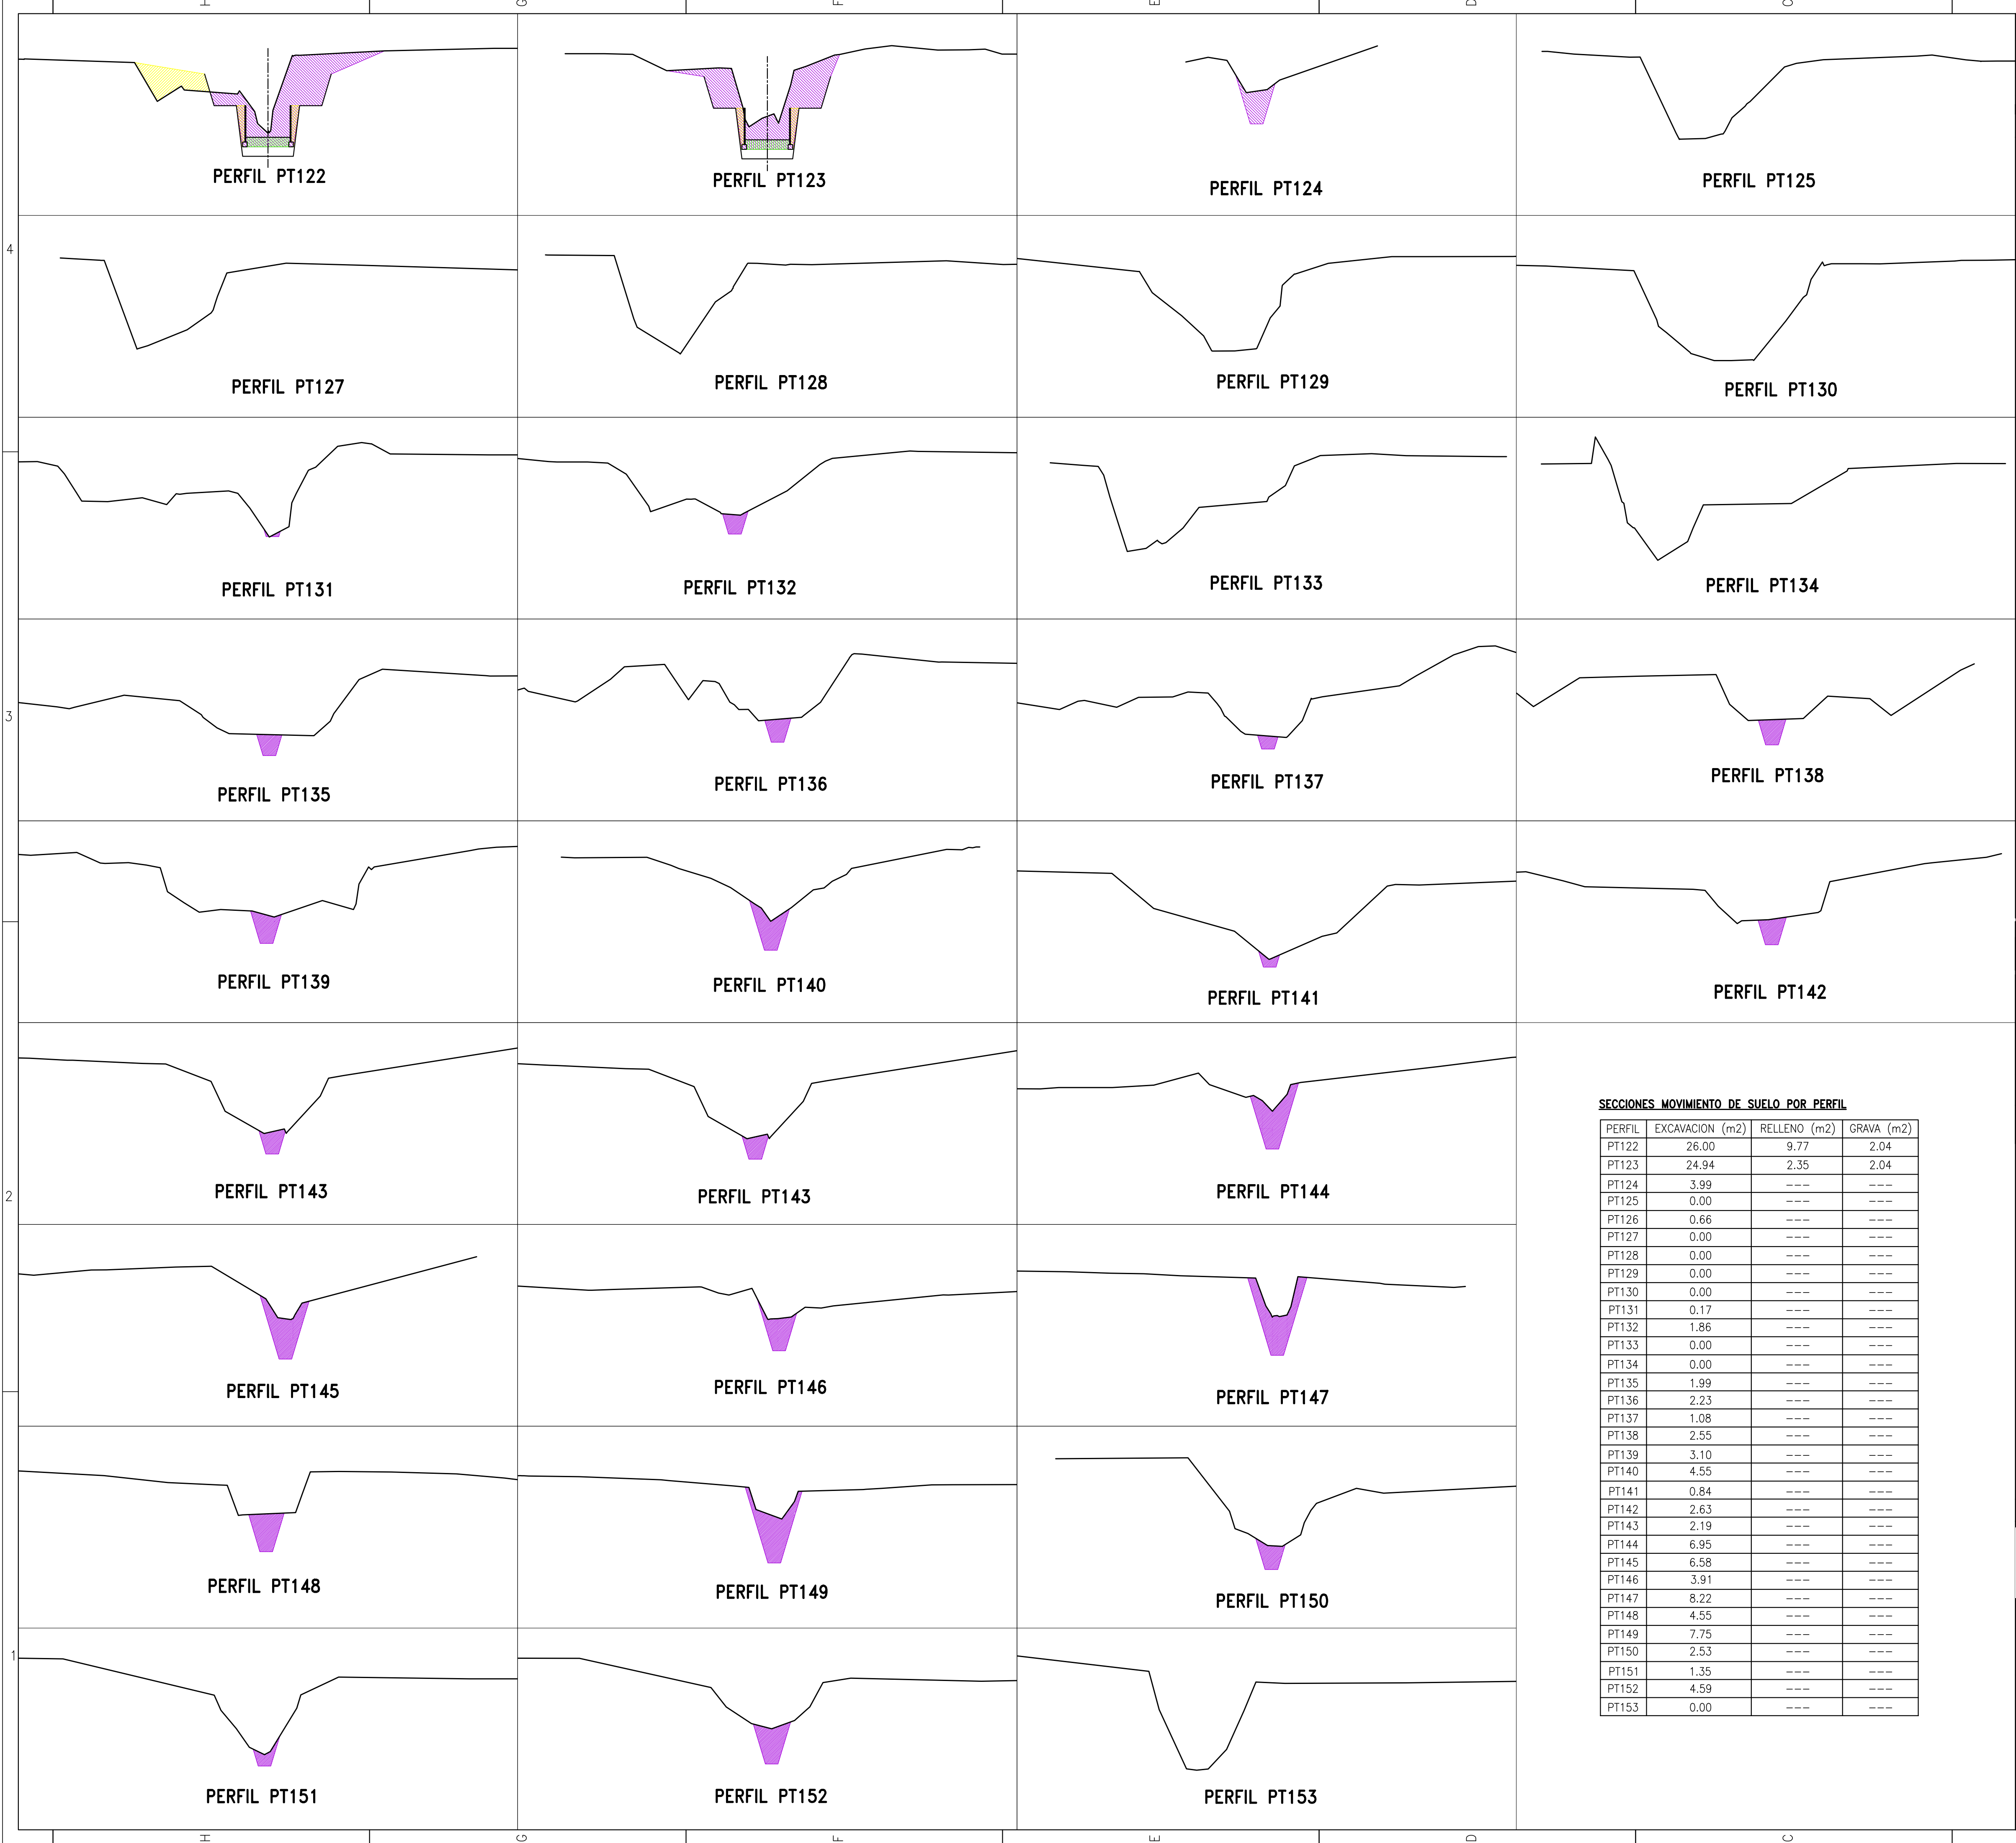 H G F E D C
PERFIL PT122 PERFIL PT123 PERFIL PT124 PERFIL PT125
4
PERFIL PT127 PERFIL PT128 PERFIL PT129 PERFIL PT130
PERFIL PT131 PERFIL PT132 PERFIL PT133 PERFIL PT134
3
PERFIL PT135 PERFIL PT136 PERFIL PT137 PERFIL PT138
PERFIL PT139 PERFIL PT140 PERFIL PT141 PERFIL PT142
PERFIL PT143 PERFIL PT143 PERFIL PT144
2
PERFIL PT145 PERFIL PT146 PERFIL PT147
PERFIL PT148 PERFIL PT149 PERFIL PT150
1
PERFIL PT151 PERFIL PT152 PERFIL PT153
SECCIONES MOVIMIENTO DE SUELO POR PERFIL
PERFIL EXCAVACION (m2) RELLENO (m2) GRAVA (m2)
PT122 26.00 9.77 2.04
PT123 24.94 2.35 2.04
PT124 3.99 --- ---
PT125 0.00 --- ---
PT126 0.66 --- ---
PT127 0.00 --- ---
PT128 0.00 --- ---
PT129 0.00 --- ---
PT130 0.00 --- ---
PT131 0.17 --- ---
PT132 1.86 --- ---
PT133 0.00 --- ---
PT134 0.00 --- ---
PT135 1.99 --- ---
PT136 2.23 --- ---
PT137 1.08 --- ---
PT138 2.55 --- ---
PT139 3.10 --- ---
PT140 4.55 --- ---
PT141 0.84 --- ---
PT142 2.63 --- ---
PT143 2.19 --- ---
PT144 6.95 --- ---
PT145 6.58 --- ---
PT146 3.91 --- ---
PT147 8.22 --- ---
PT148 4.55 --- ---
PT149 7.75 --- ---
PT150 2.53 --- ---
PT151 1.35 --- ---
PT152 4.59 --- ---
PT153 0.00 --- ---
H G F E D C